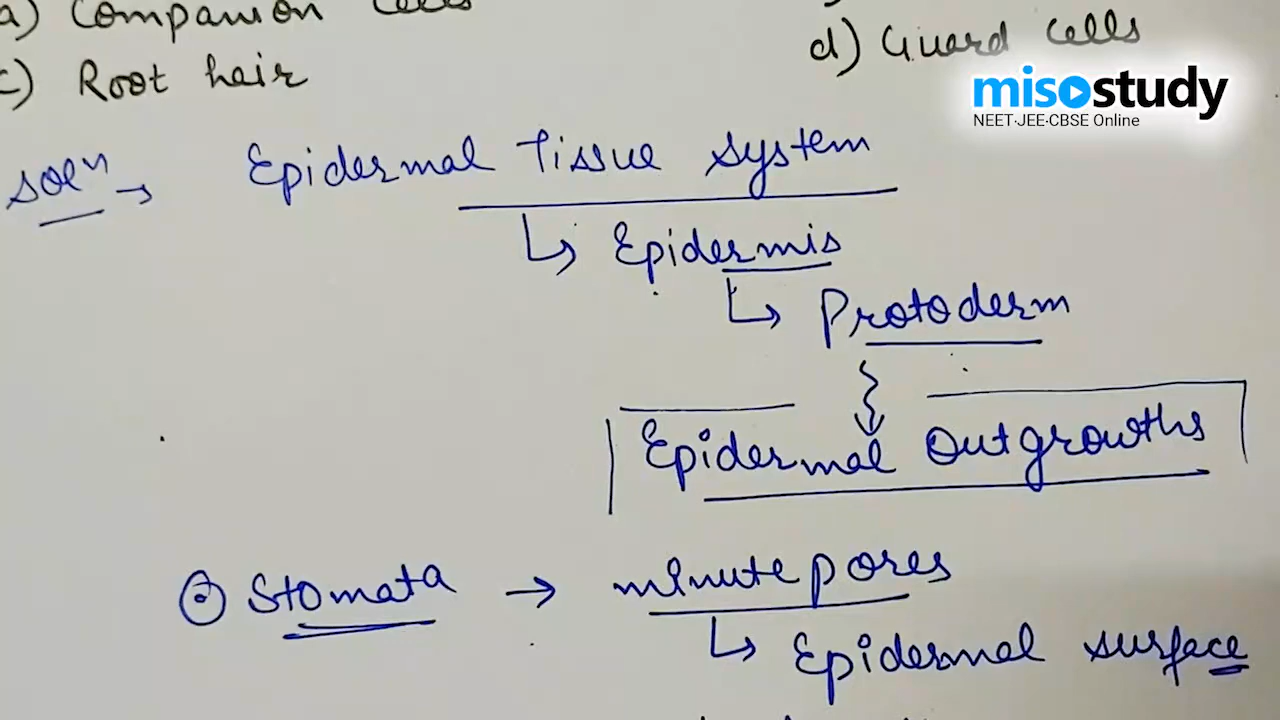 a) Companion cells
d) Guard cells
c) Root hair
misostudy
NEET-JEE-CBSE Online
Soln → Epidermal Tissue system
↳ Epidermis
↳ Protoderm
Epidermal Outgrowths
Stomata → minute pores
↳ Epidermal surface